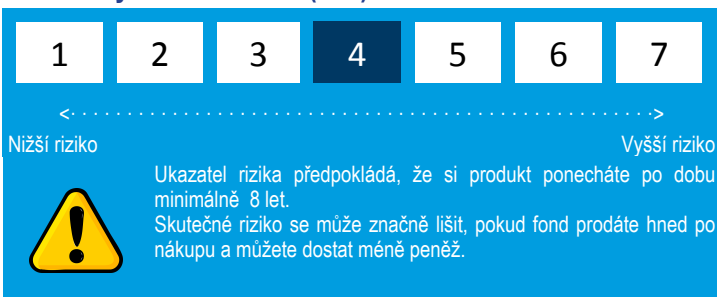 1 2 3 4 5 6 7
<· · · · · · · · · · · · · · · · · · · · · · · · · · · · · · · · · · · · · · · · · · · · · · · · · · · · · · · ·>
Nižší riziko Vyšší riziko
Ukazatel rizika předpokládá, že si produkt ponecháte po dobu
minimálně 8 let.
Skutečné riziko se může značně lišit, pokud fond prodáte hned po
nákupu a můžete dostat méně peněž.
!